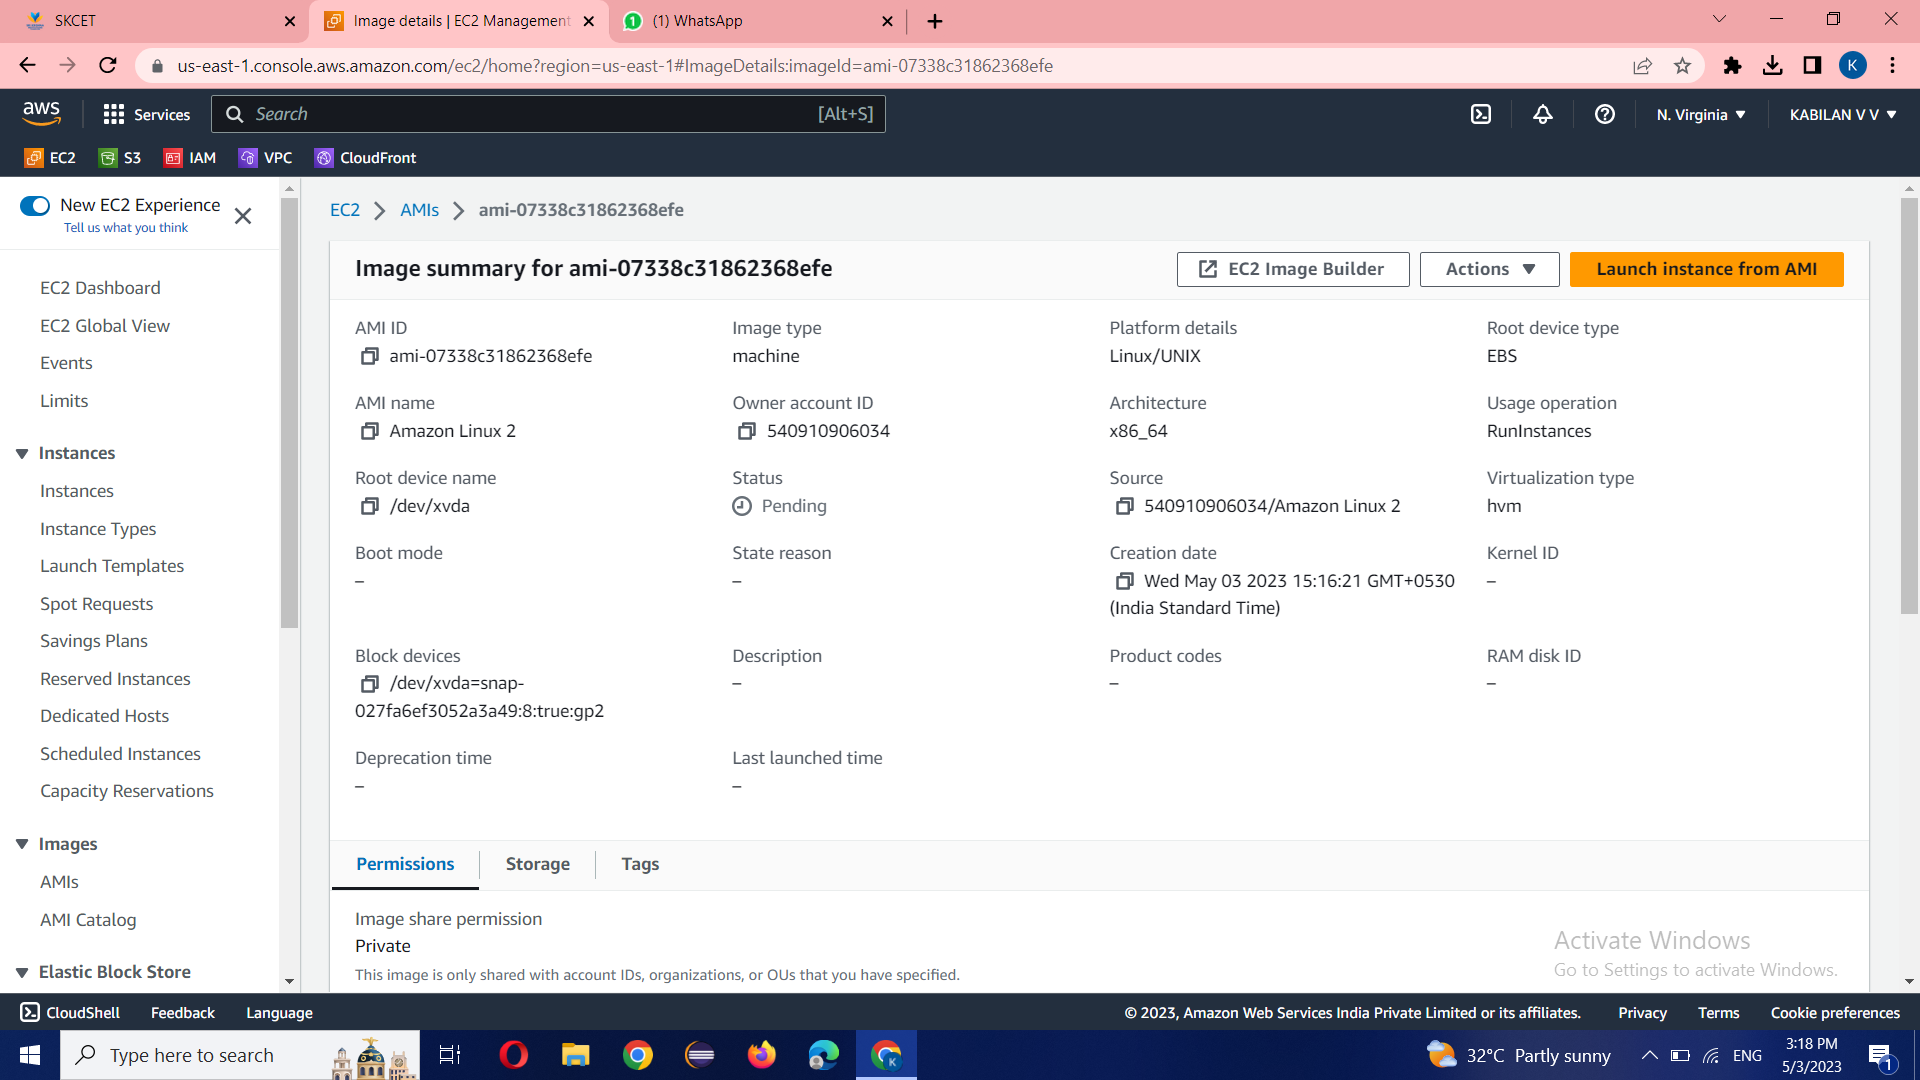 SKCET
Image details | EC2 Management
(1) WhatsApp
us-east-1.console.aws.amazon.com/ec2/home?region=us-east-1#ImageDetails:imageId=ami-07338c31862368efe
K
aws
Services
Search
[Alt+S]
N. Virginia
KABILAN V V
EC2
S3
IAM
VPC
CloudFront
New EC2 Experience
Tell us what you think
EC2 Dashboard
EC2 Global View
Events
Limits
Instances
Instances
Instance Types
Launch Templates
Spot Requests
Savings Plans
Reserved Instances
Dedicated Hosts
Scheduled Instances
Capacity Reservations
Images
AMIs
AMI Catalog
Elastic Block Store
EC2
AMIs
ami-07338c31862368efe
Image summary for ami-07338c31862368efe
EC2 Image Builder
Actions
Launch instance from AMI
AMI ID
ami-07338c31862368efe
Image type
machine
Platform details
Linux/UNIX
Root device type
EBS
AMI name
Amazon Linux 2
Owner account ID
540910906034
Architecture
x86_64
Usage operation
RunInstances
Root device name
/dev/xvda
Status
Pending
Source
540910906034/Amazon Linux 2
Virtualization type
hvm
Boot mode
–
State reason
–
Creation date
Wed May 03 2023 15:16:21 GMT+0530
(India Standard Time)
Kernel ID
–
Block devices
/dev/xvda=snap-
027fa6ef3052a3a49:8:true:gp2
Description
–
Product codes
–
RAM disk ID
–
Deprecation time
–
Last launched time
–
Permissions
Storage
Tags
Image share permission
Private
This image is only shared with account IDs, organizations, or OUs that you have specified.
Activate Windows
Go to Settings to activate Windows.
CloudShell
Feedback
Language
© 2023, Amazon Web Services India Private Limited or its affiliates.
Privacy
Terms
Cookie preferences
Type here to search
32°C Partly sunny
ENG
3:18 PM
5/3/2023
1